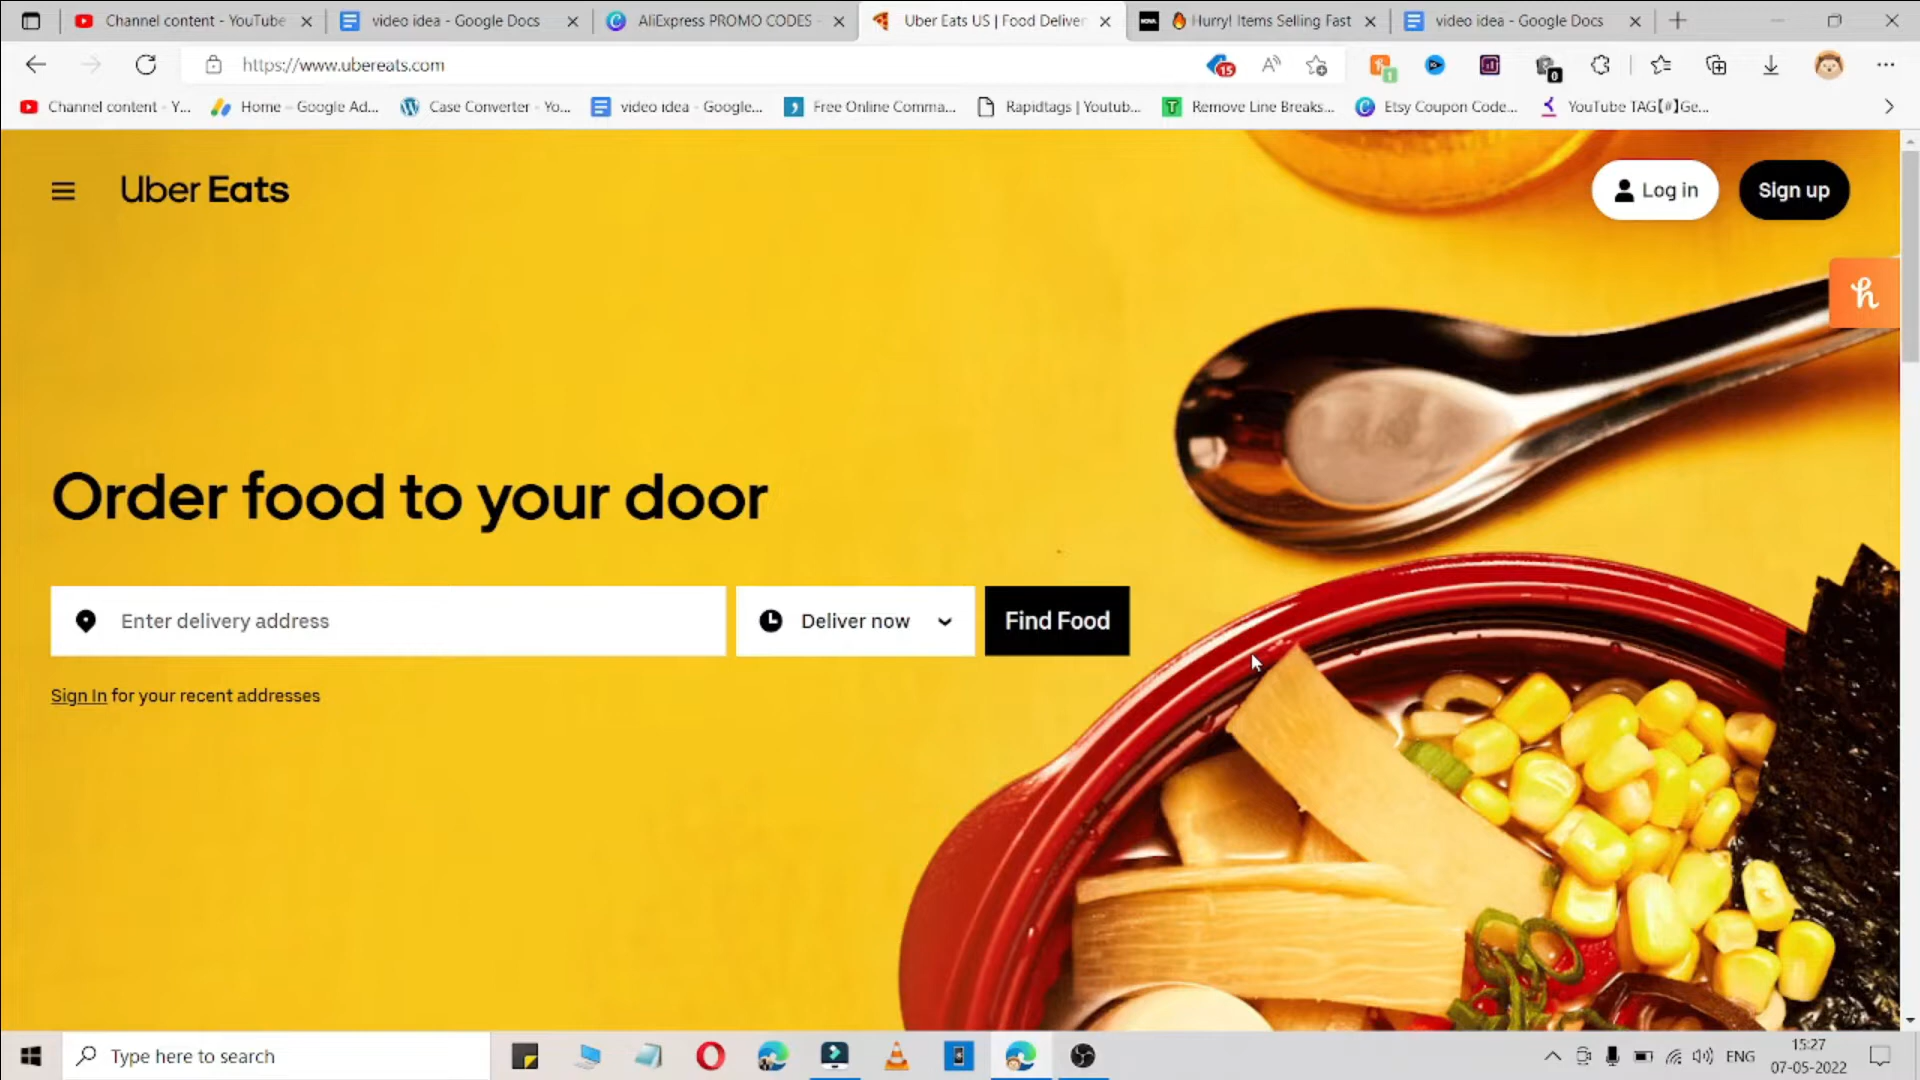 Channel content - YouTube
video idea - Google Docs
AliExpress PROMO CODES -
Uber Eats US | Food Deliver
Hurry! Items Selling Fast
video idea - Google Docs
https://www.ubereats.com
15
1
0
Channel content - Y...
Home - Google Ad...
Case Converter - Yo...
video idea - Google...
Free Online Comma...
Rapidtags | Youtub...
Remove Line Breaks...
Etsy Coupon Code...
YouTube TAG【#】Ge...
Uber Eats
Log in
Sign up
h
Order food to your door
Enter delivery address
Deliver now
Find Food
Sign In for your recent addresses
Type here to search
ENG
15:27
07-05-2022